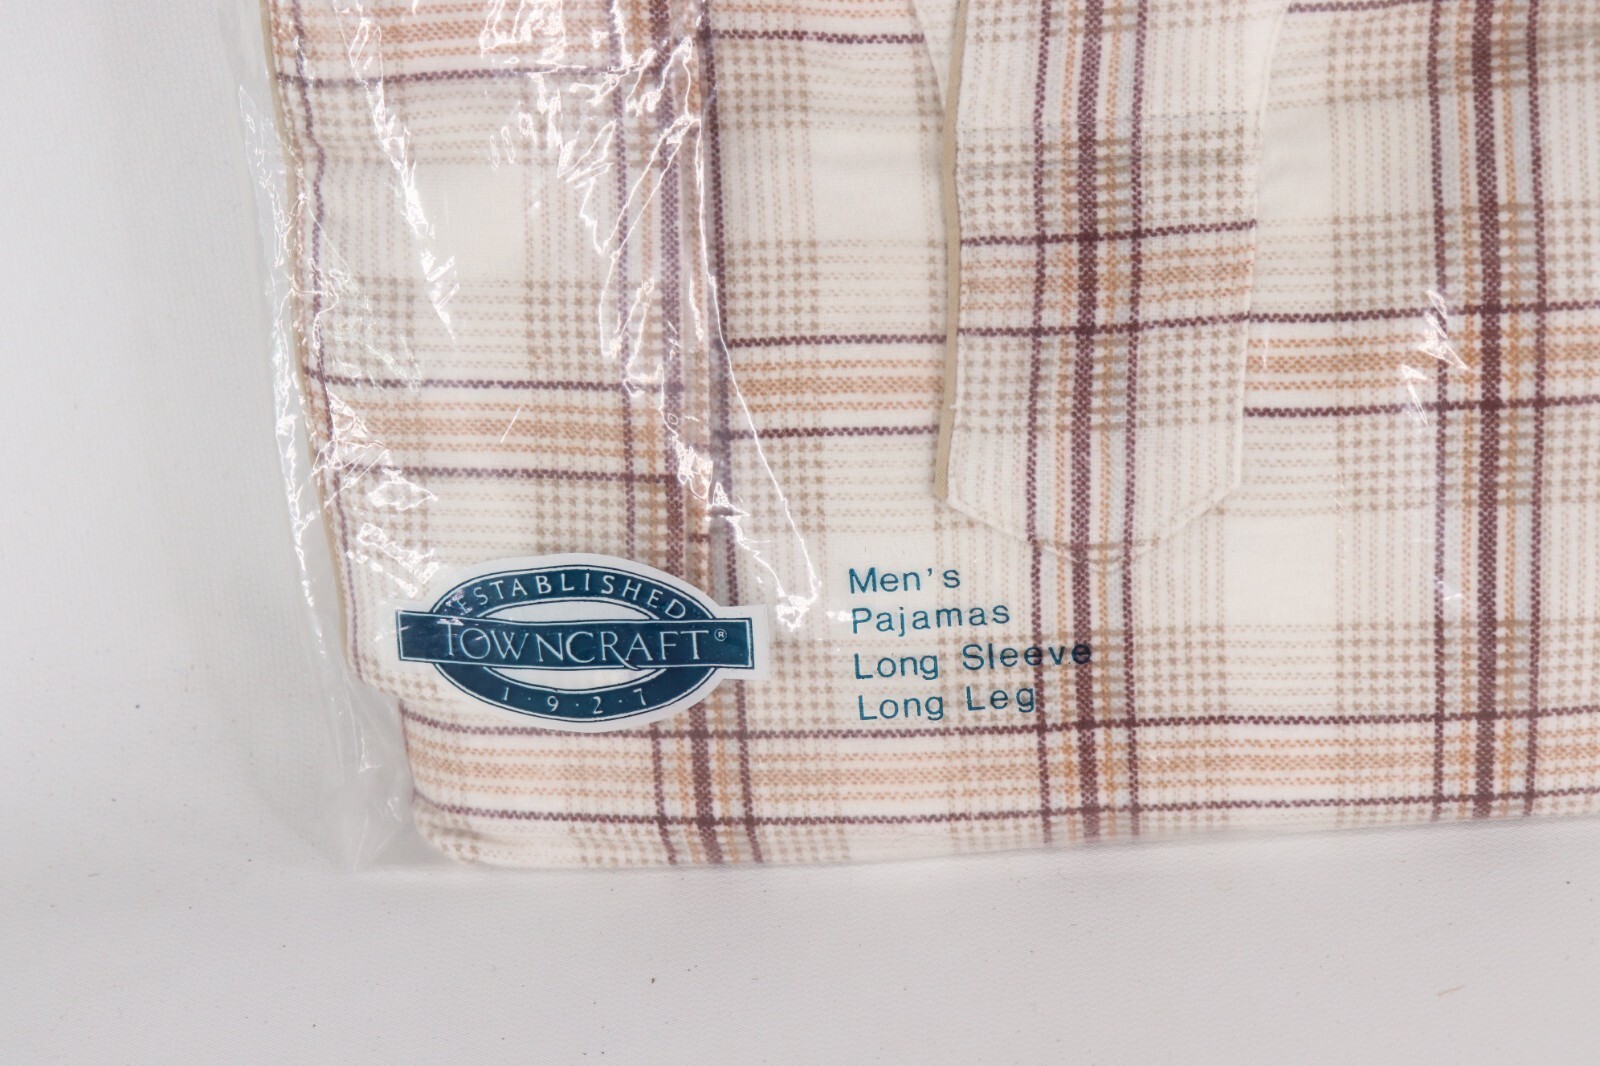 ESTABLISHED
TOWNCRAFT®
1·9·2·7
Men's
Pajamas
Long Sleeve
Long Leg